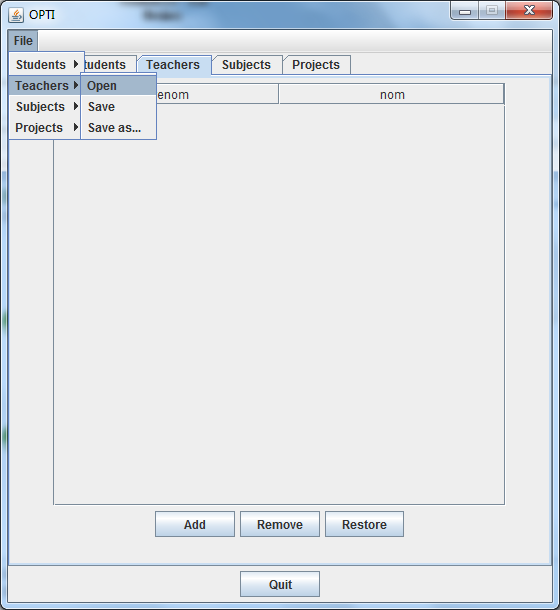 OPTI
File
Students
Teachers
Subjects
Projects
Open
Save
Save as...
tudents
Teachers
Subjects
Projects
enom
nom
Add
Remove
Restore
Quit